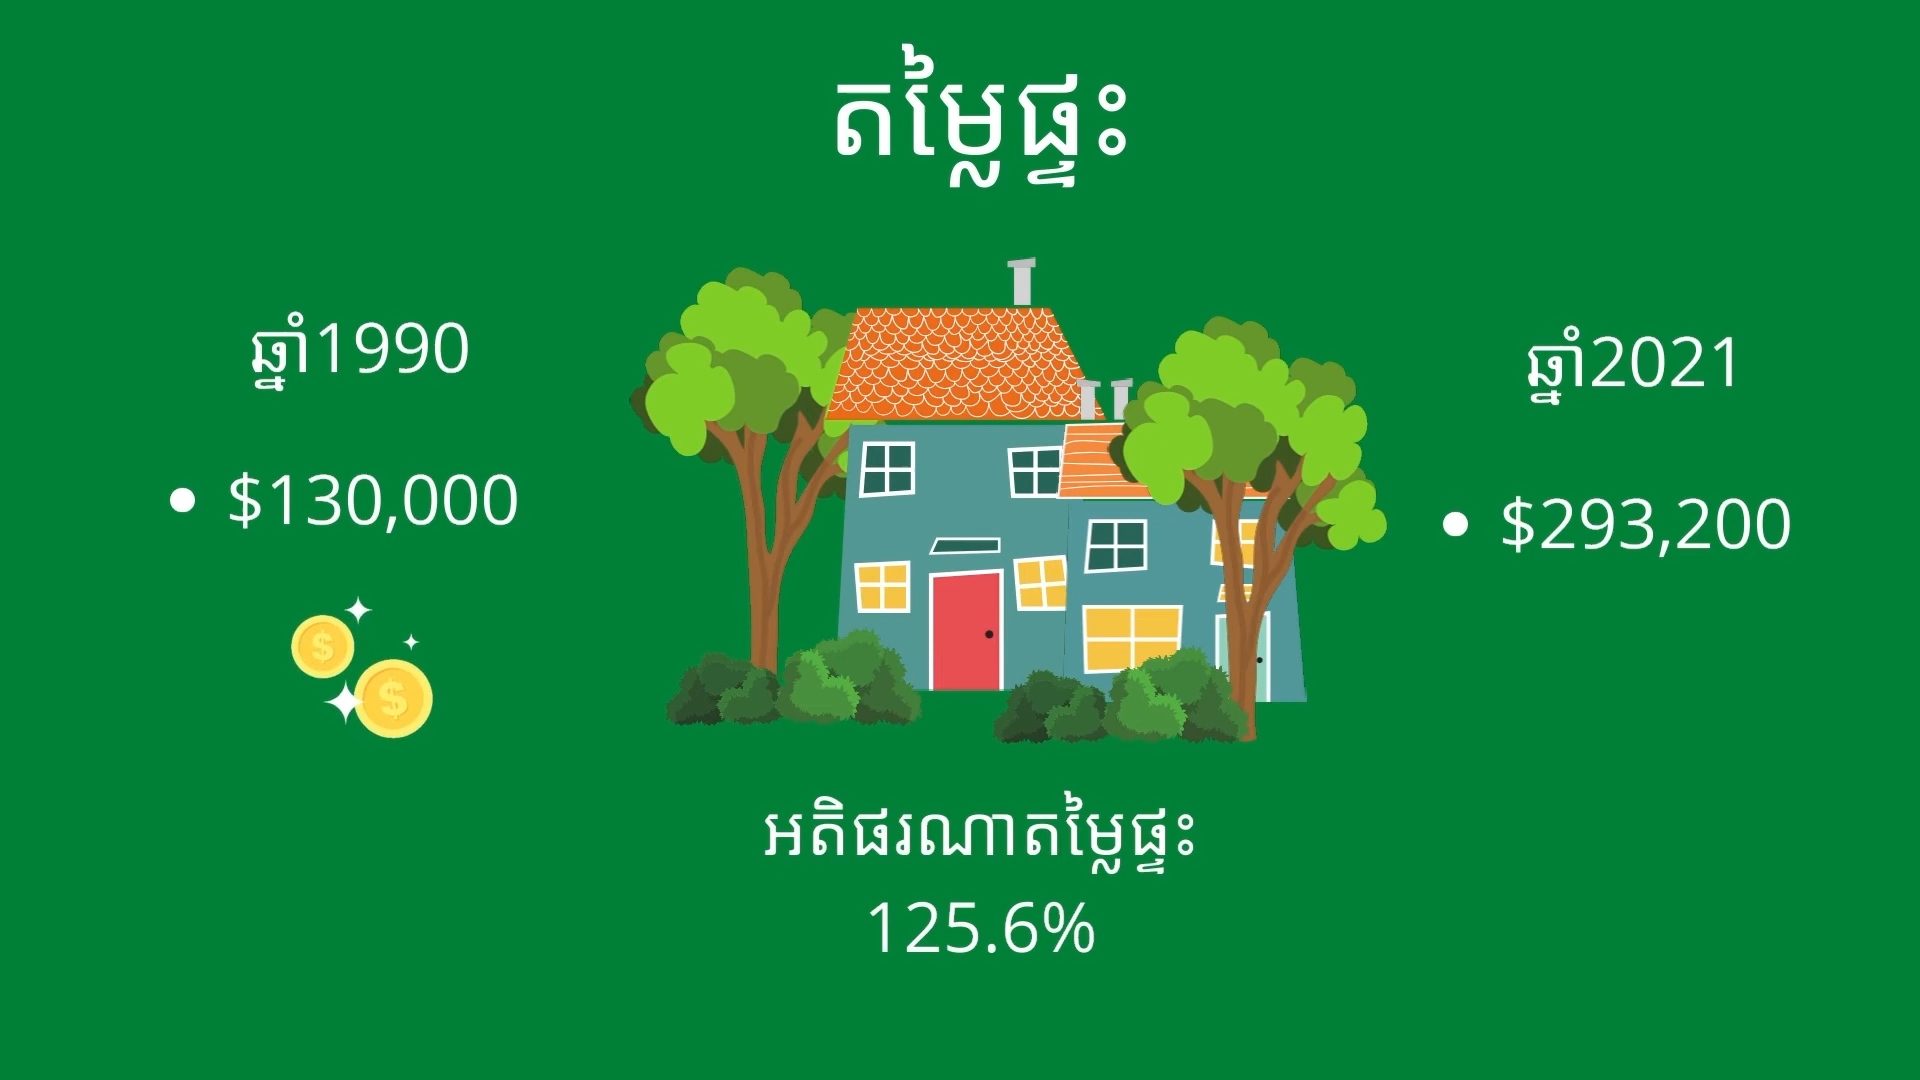 តម្លៃផ្ទះ
ឆ្នាំ1990
• $130,000
ឆ្នាំ2021
• $293,200
អតិផរណាតម្លៃផ្ទះ
125.6%